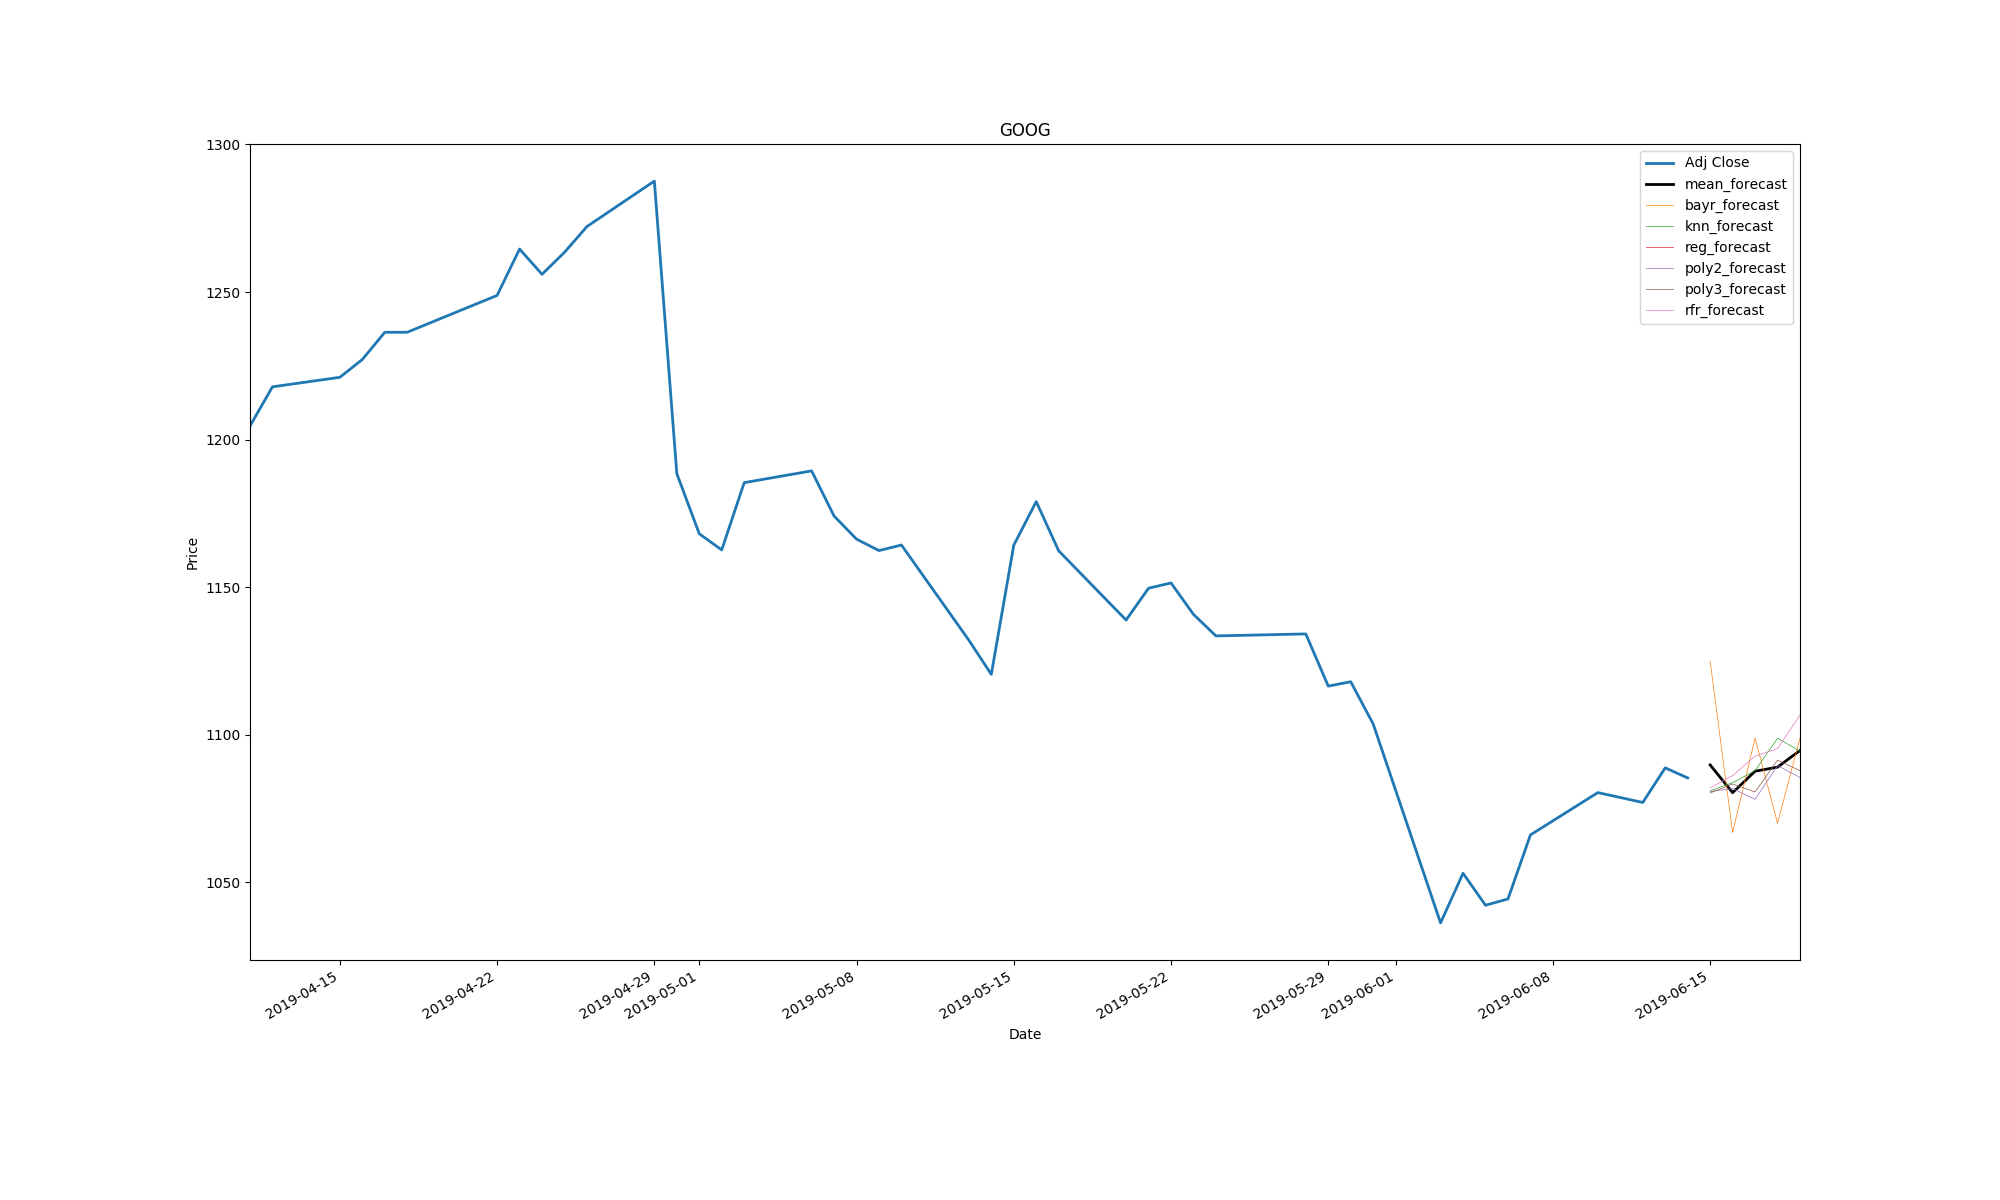 GOOG
1300
1250
1200
1150
1100
1050
Price
Adj Close
mean_forecast
bayr_forecast
knn_forecast
reg_forecast
poly2_forecast
poly3_forecast
rfr_forecast
2019-04-15
2019-04-22
2019-04-29
2019-05-01
2019-05-08
2019-05-15
2019-05-22
2019-05-29
2019-06-01
2019-06-08
2019-06-15
Date